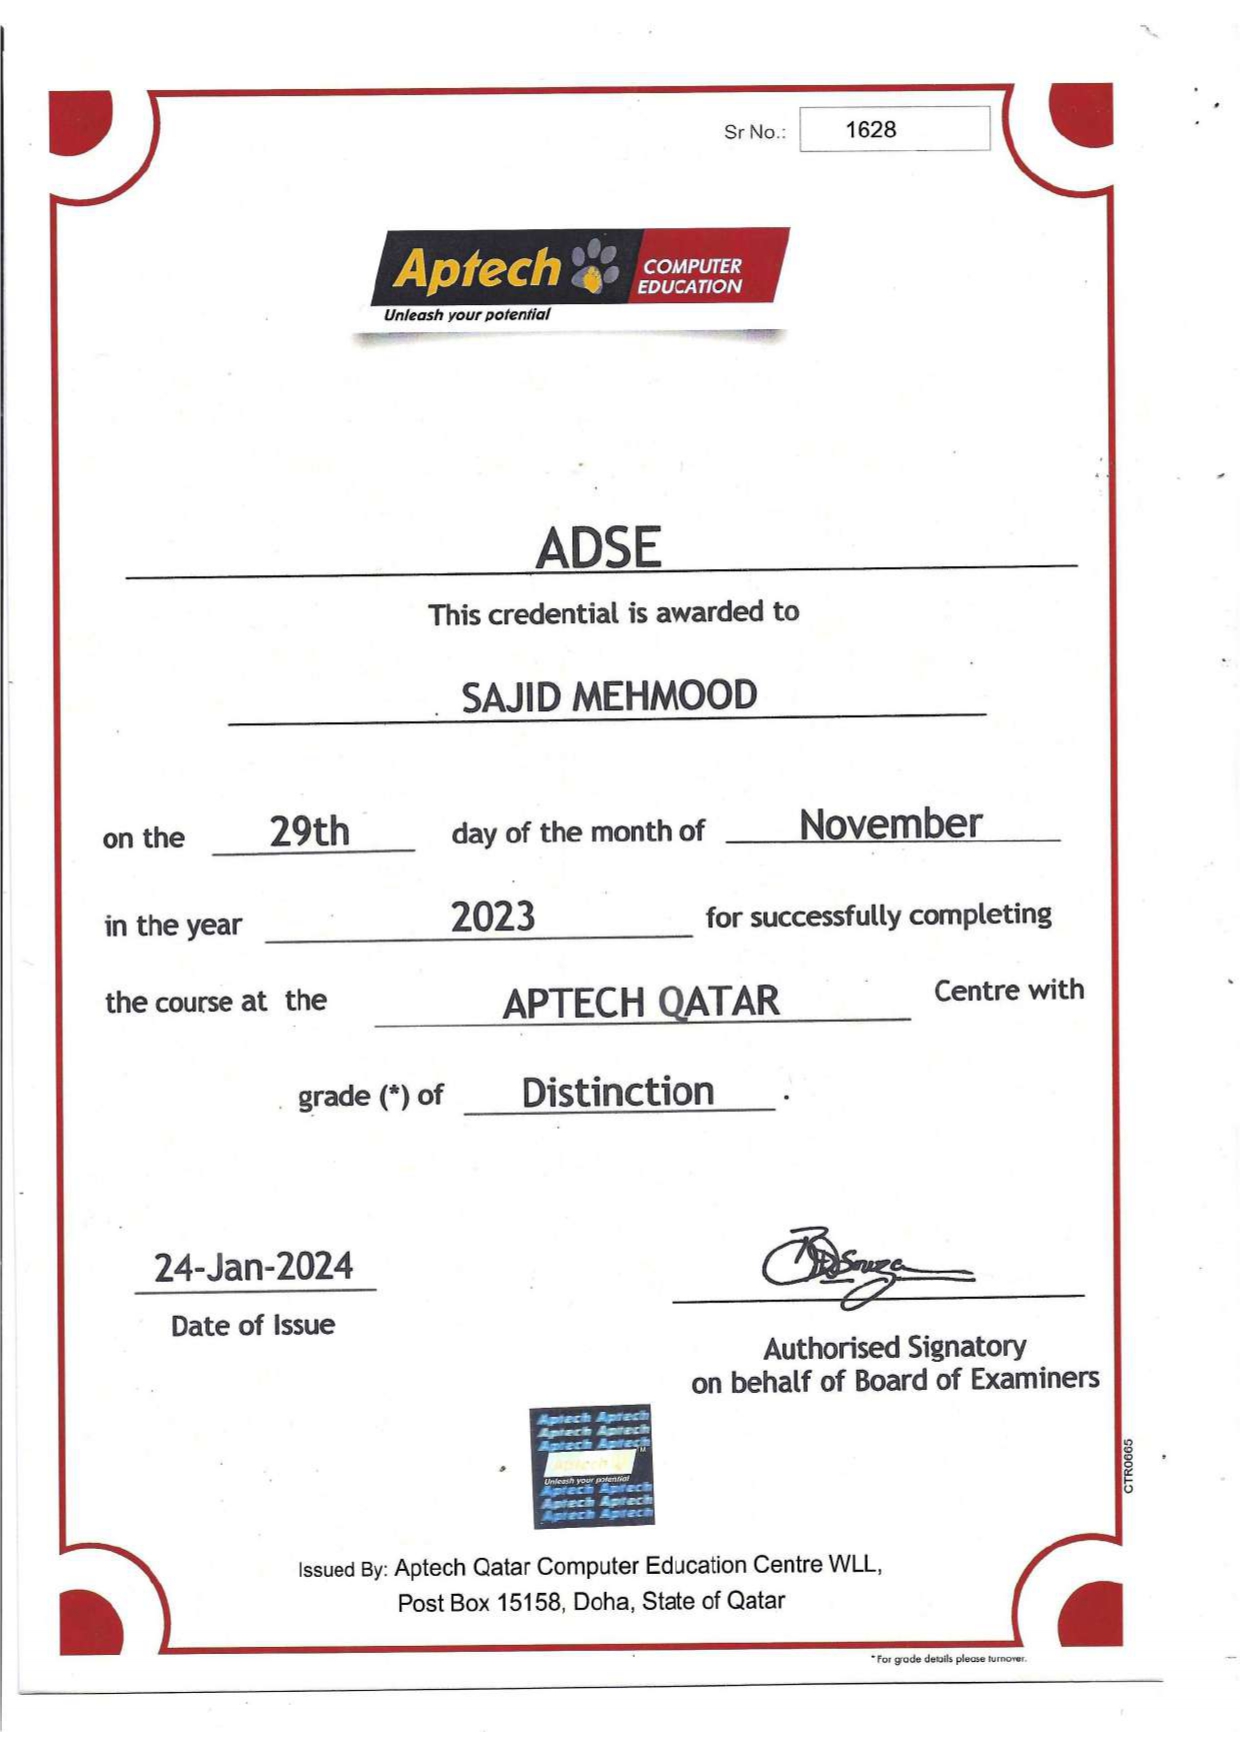 Sr No.: 1628
Aptech COMPUTER EDUCATION
Unleash your potential
ADSE
This credential is awarded to
SAJID MEHMOOD
on the 29th day of the month of November
in the year 2023 for successfully completing
the course at the APTECH QATAR Centre with
grade (*) of Distinction .
24-Jan-2024
Date of Issue
Authorised Signatory
on behalf of Board of Examiners
Aptech Aptech
Aptech Aptech
Aptech Aptech
Aptech
Unleash your potential
Aptech Aptech
Aptech Aptech
Aptech Aptech
CTR0665
Issued By: Aptech Qatar Computer Education Centre WLL,
Post Box 15158, Doha, State of Qatar
* For grade details please turnover.